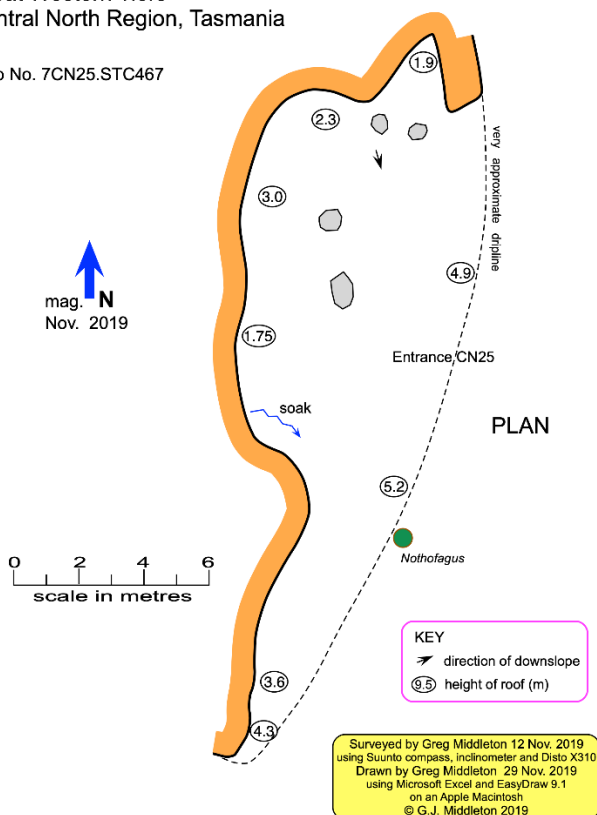 Central North Region, Tasmania
No. 7CN25.STC467
1.9
2.3
very approximate dripline
3.0
4.9
mag. N
Nov. 2019
1.75
Entrance CN25
soak
PLAN
5.2
Nothofagus
0 2 4 6
scale in metres
KEY
direction of downslope
9.5 height of roof (m)
3.6
4.3
Surveyed by Greg Middleton 12 Nov. 2019
using Suunto compass, inclinometer and Disto X310
Drawn by Greg Middleton 29 Nov. 2019
using Microsoft Excel and EasyDraw 9.1
on an Apple Macintosh
© G.J. Middleton 2019